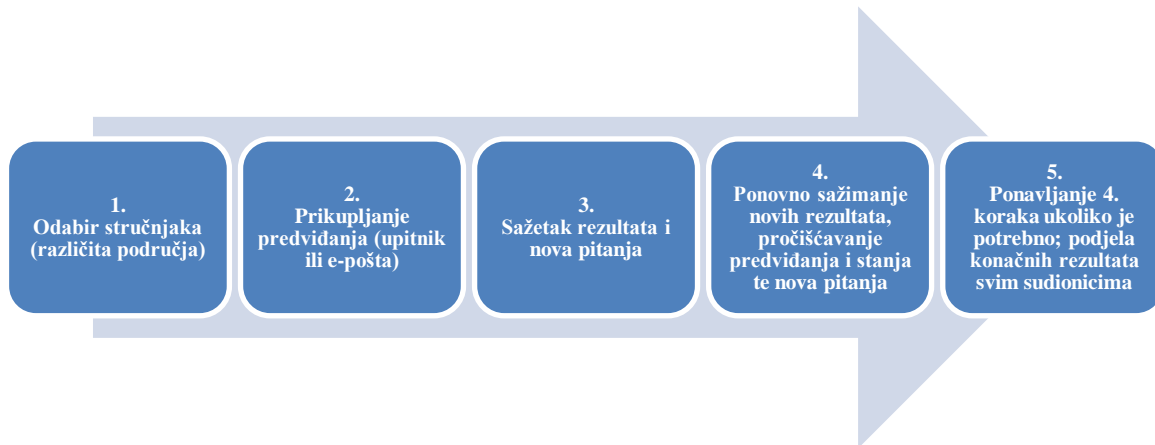 1.
Odabir stručnjaka
(različita područja)
2.
Prikupljanje
predviđanja (upitnik
ili e-pošta)
3.
Sažetak rezultata i
nova pitanja
4.
Ponovno sažimanje
novih rezultata,
pročišćavanje
predviđanja i stanja
te nova pitanja
5.
Ponavljanje 4.
koraka ukoliko je
potrebno; podjela
konačnih rezultata
svim sudionicima